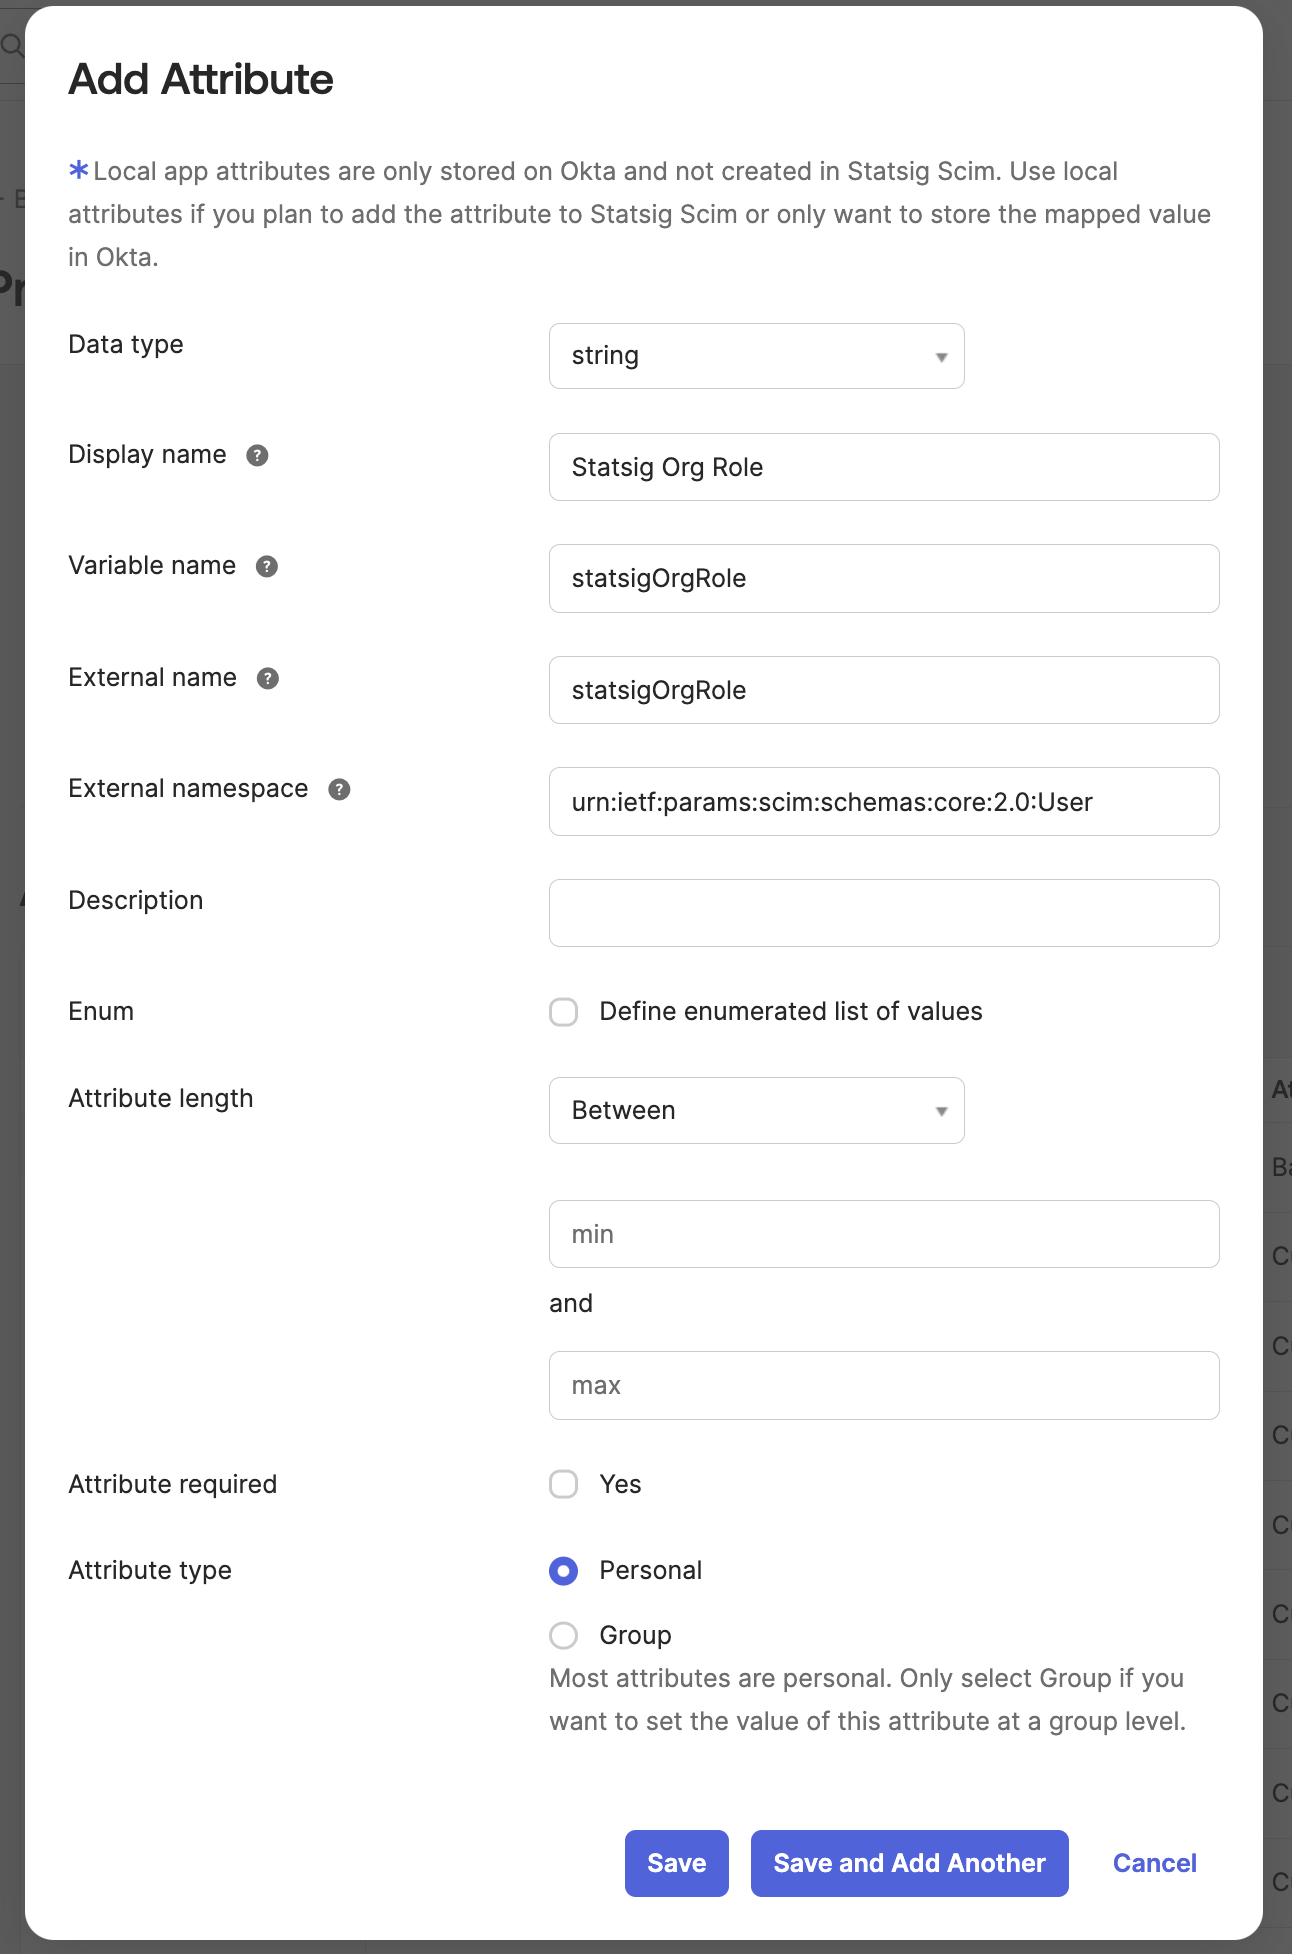 Add Attribute
*Local app attributes are only stored on Okta and not created in Statsig Scim. Use local
attributes if you plan to add the attribute to Statsig Scim or only want to store the mapped value
in Okta.
Data type
string
Display name ?
Statsig Org Role
Variable name ?
statsigOrgRole
External name ?
statsigOrgRole
External namespace ?
urn:ietf:params:scim:schemas:core:2.0:User
Description
Enum
Define enumerated list of values
Attribute length
Between
min
and
max
Attribute required
Yes
Attribute type
Personal
Group
Most attributes are personal. Only select Group if you
want to set the value of this attribute at a group level.
Save
Save and Add Another
Cancel